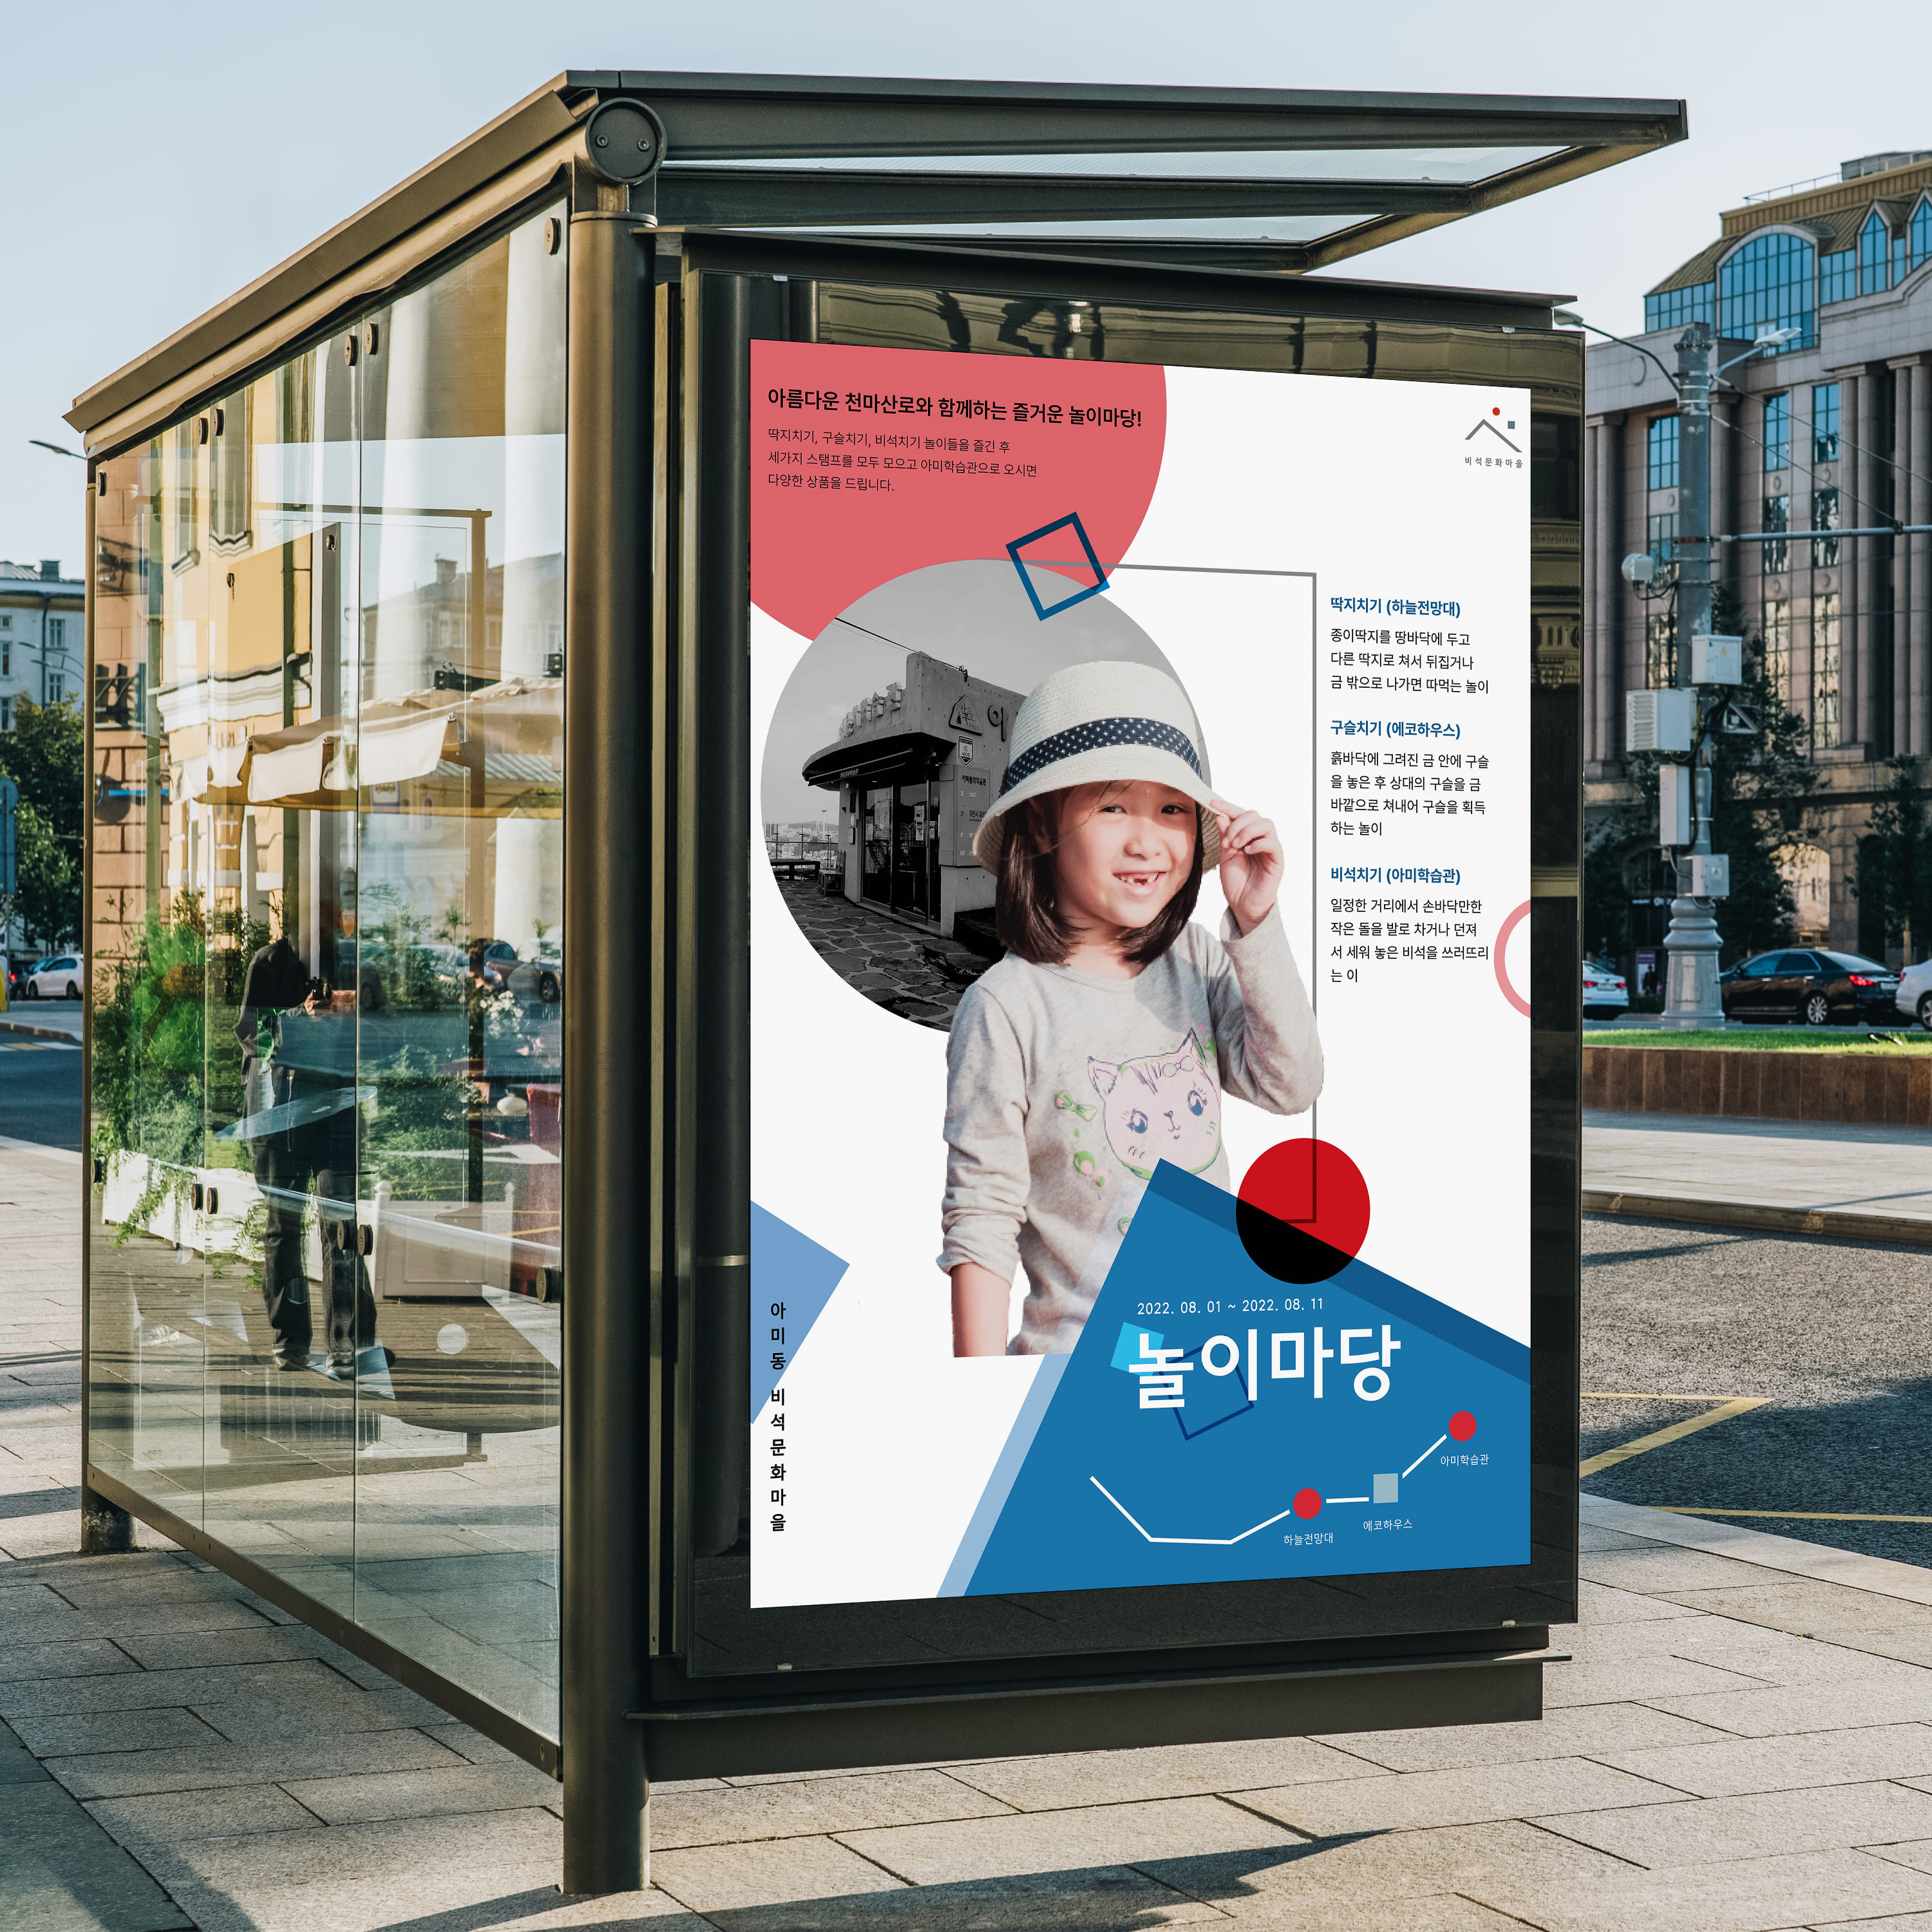 아름다운 천마산로와 함께하는 즐거운 놀이마당!
딱지치기, 구슬치기, 비석치기 놀이들을 즐긴 후
세가지 스탬프를 모두 모으고 아미학습관으로 오시면
다양한 상품을 드립니다.
비석문화마을
딱지치기 (하늘전망대)
종이딱지를 땅바닥에 두고
다른 딱지로 쳐서 뒤집거나
금 밖으로 나가면 따먹는 놀이
구슬치기 (에코하우스)
흙바닥에 그려진 금 안에 구슬
을 놓은 후 상대의 구슬을 금
바깥으로 쳐내어 구슬을 획득
하는 놀이
비석치기 (아미학습관)
일정한 거리에서 손바닥만한
작은 돌을 발로 차거나 던져
서 세워 놓은 비석을 쓰러뜨리
는 이
아미동 비석문화마을
2022. 08. 01 ~ 2022. 08. 11
놀이마당
아미학습관
에코하우스
하늘전망대